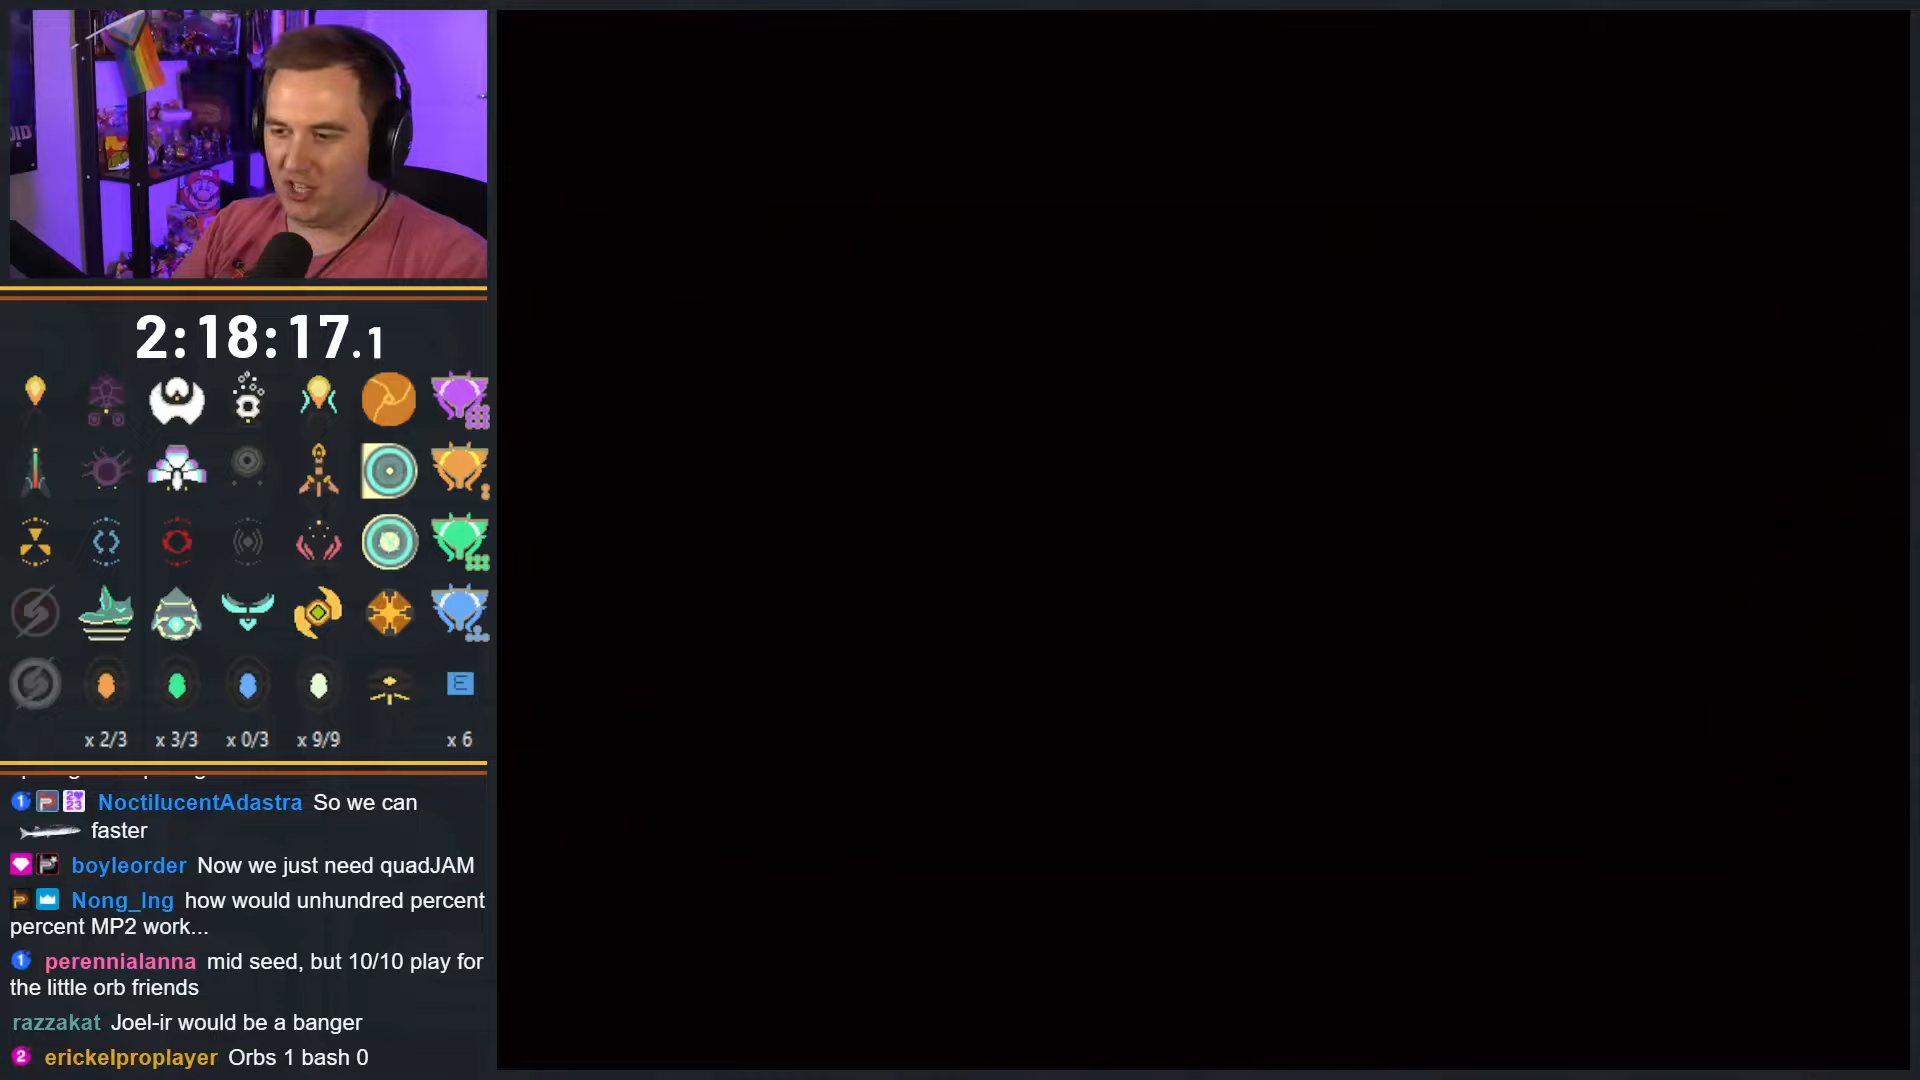 2:18:17.1
E
x 2/3 x 3/3 x 0/3 x 9/9 x 6
NoctilucentAdastra So we can
faster
boyleorder Now we just need quadJAM
Nong_Ing how would unhundred percent
percent MP2 work...
perennialanna mid seed, but 10/10 play for
the little orb friends
razzakat Joel-ir would be a banger
erickelproplayer Orbs 1 bash 0